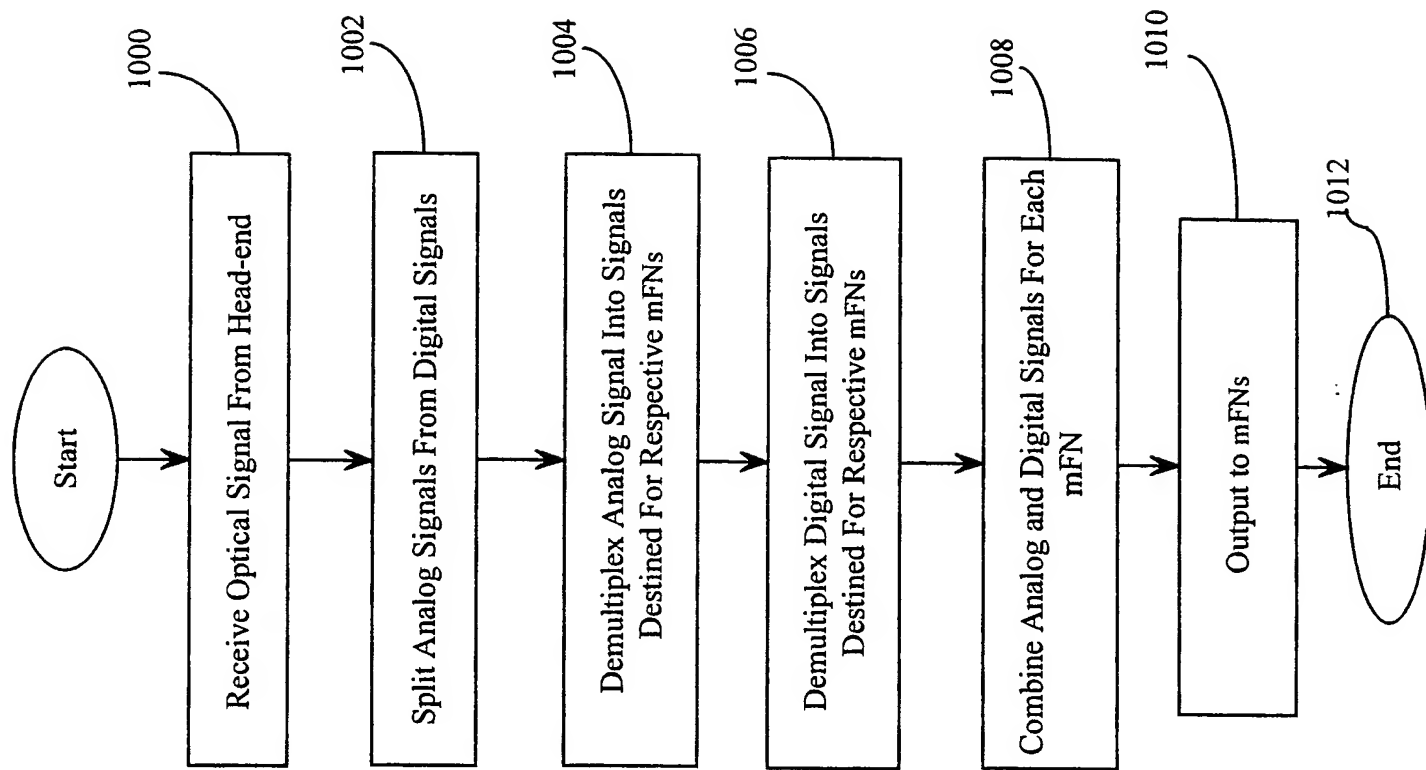 Start
1000
Receive Optical Signal From Head-end
1002
Split Analog Signals From Digital Signals
1004
Demultiplex Analog Signal Into Signals
Destined For Respective mFNs
1006
Demultiplex Digital Signal Into Signals
Destined For Respective mFNs
1008
Combine Analog and Digital Signals For Each
mFN
1010
Output to mFNs
1012
End